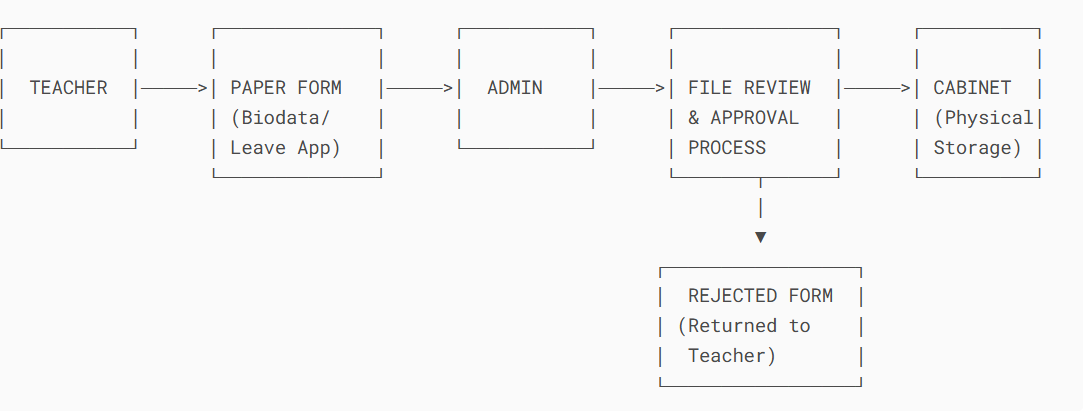 TEACHER
PAPER FORM
(Biodata/
Leave App)
ADMIN
FILE REVIEW
& APPROVAL
PROCESS
CABINET
(Physical
Storage)
REJECTED FORM
(Returned to
Teacher)